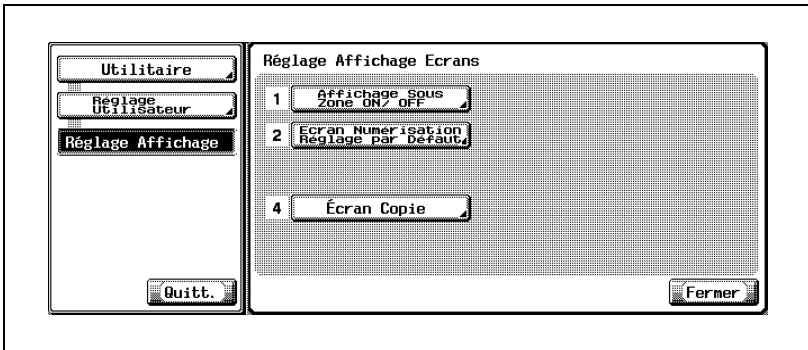 Utilitaire
Réglage
Utilisateur
Réglage Affichage
Quitt.
Réglage Affichage Ecrans
1 Affichage Sous
Zone ON/ OFF
2 Ecran Numérisation
Réglage par Défaut
4 Écran Copie
Fermer